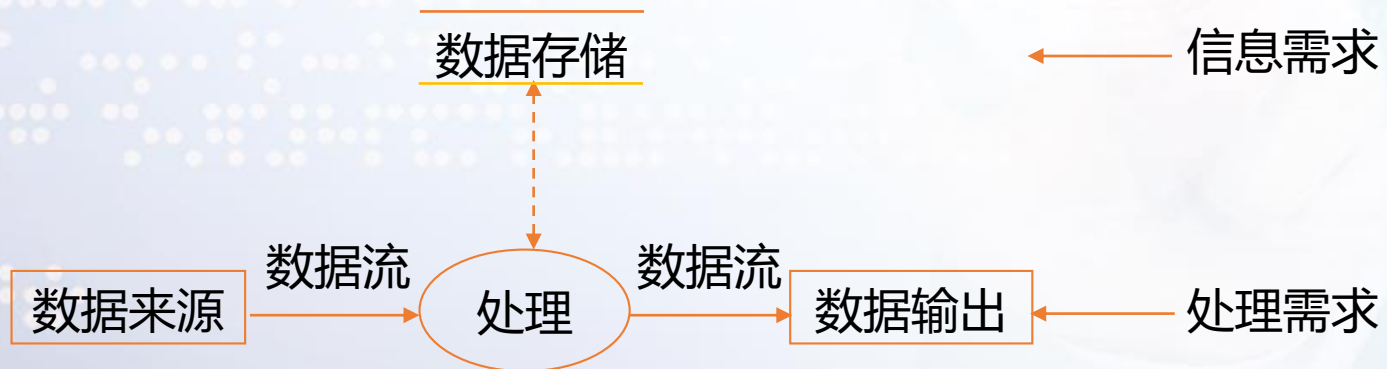 数据存储
信息需求
数据流
数据流
数据来源
处理
数据输出
处理需求